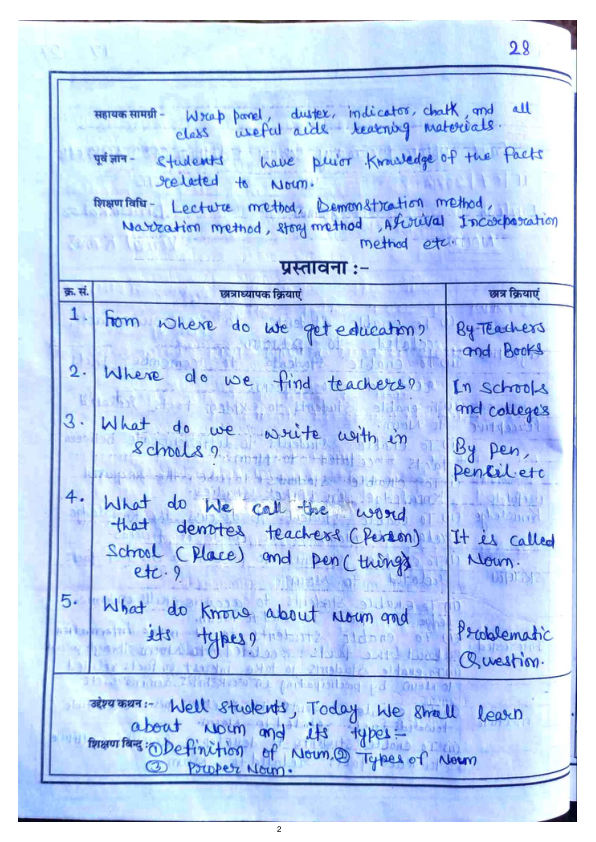 28
सहायक सामग्री - Wrap panel, duster, indicator, chalk, and all
class useful aids learning materials.
पुर्व ज्ञान - Students have prior knowledge of the facts
related to Noun.
शिक्षण विधि - Lecture method, Demonstration method,
Narration method, story method, Incorporation
method etc.
प्रस्तावना :-
क्र. सं. छात्राध्यापक क्रियाएं छात्र क्रियाएं
1. From where do we get education? By Teachers
and Books
2. Where do we find teachers? In schools
and college's
3. What do we write with in
schools? By pen,
pencil etc
4. What do we call the word
that denotes teachers (Person) It is called
School (Place) and pen (things Noun.
etc.?
5. What do know about Noun and
its types? Problematic
Question.
उद्देश्य कथन :- Well students, Today we shall learn
about Noun and its types:-
शिक्षण बिन्दु :- ① Definition of Noun. ② Types of Noun
③ Proper Noun.
2